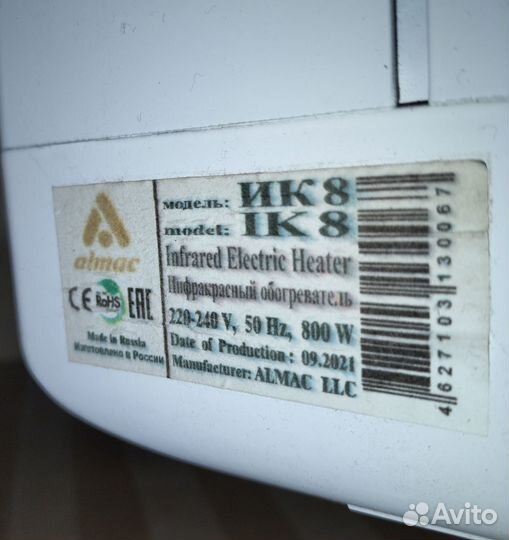 almac
CE RoHS EAC
Made in Russia
Изготовлено в России
модель: ИК 8
model: IK 8
Infrared Electric Heater
Инфракрасный обогреватель
220-240 V, 50 Hz, 800 W
Date of Production : 09.2021
Manufacturer: ALMAC LLC
4 627103 130067
Avito